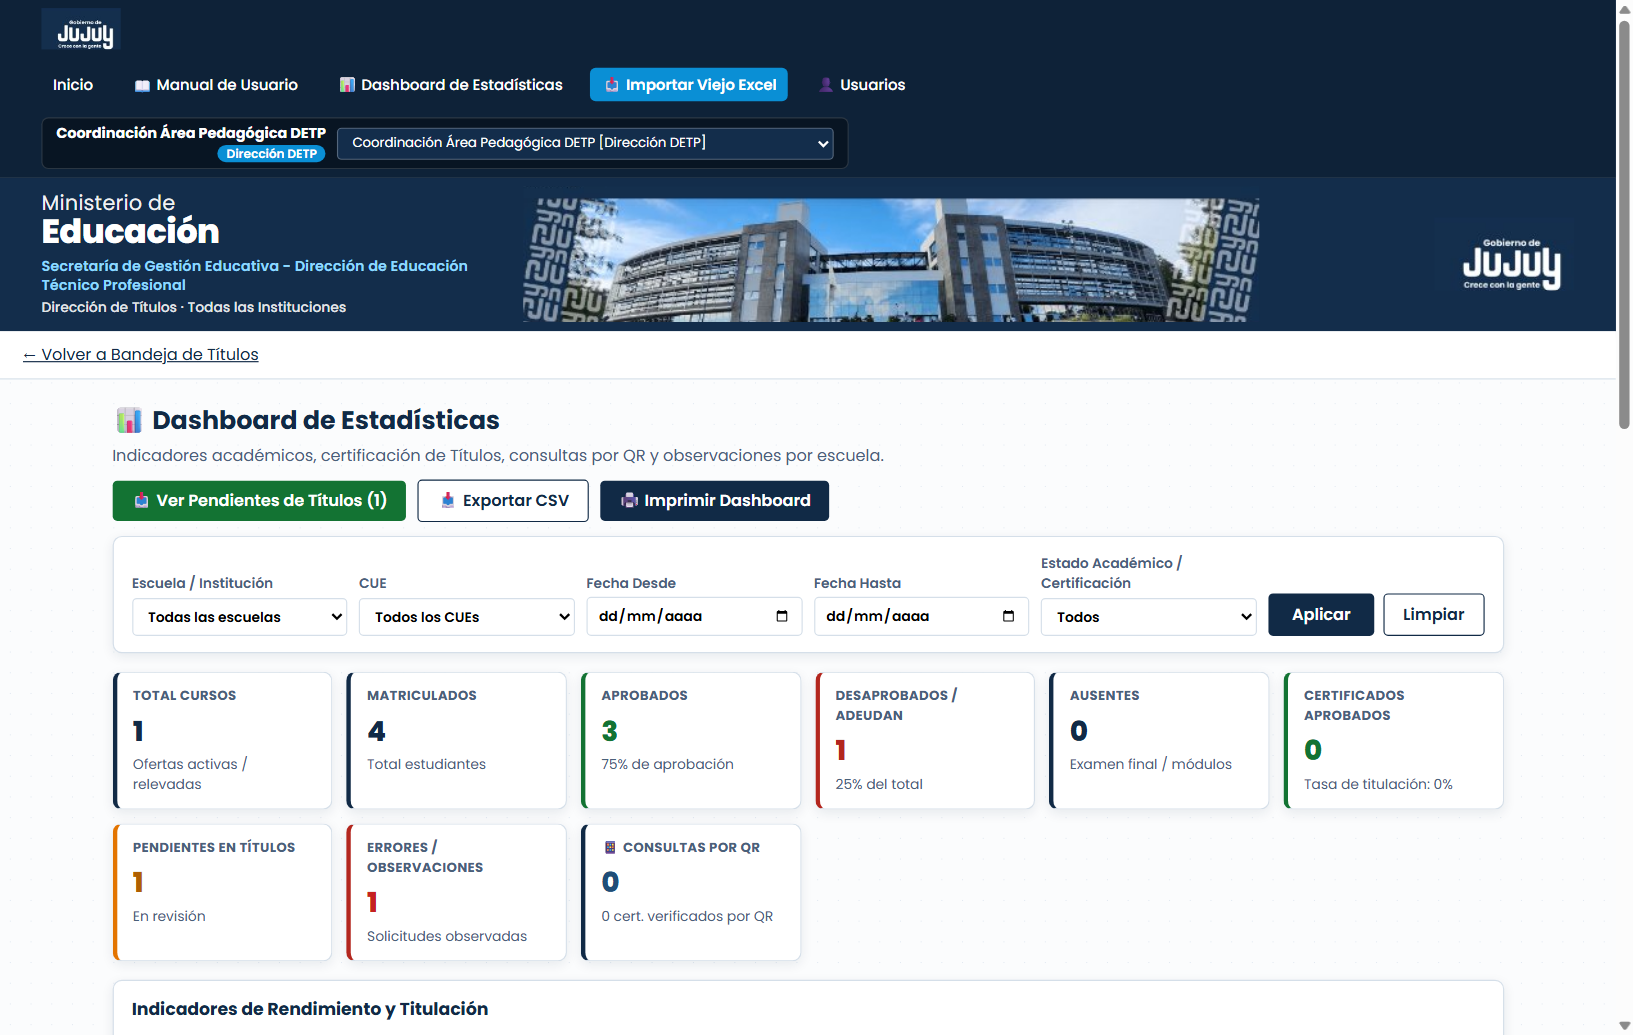 Gobierno de
JUJUY
Crece con la gente
Inicio
Manual de Usuario
Dashboard de Estadísticas
Importar Viejo Excel
Usuarios
Coordinación Área Pedagógica DETP
Dirección DETP
Coordinación Área Pedagógica DETP [Dirección DETP]
Ministerio de
Educación
Secretaría de Gestión Educativa - Dirección de Educación
Técnico Profesional
Dirección de Títulos · Todas las Instituciones
Gobierno de
JUJUY
Crece con la gente
← Volver a Bandeja de Títulos
Dashboard de Estadísticas
Indicadores académicos, certificación de Títulos, consultas por QR y observaciones por escuela.
Ver Pendientes de Títulos (1)
Exportar CSV
Imprimir Dashboard
Escuela / Institución
Todas las escuelas
CUE
Todos los CUEs
Fecha Desde
dd/mm/aaaa
Fecha Hasta
dd/mm/aaaa
Estado Académico /
Certificación
Todos
Aplicar
Limpiar
TOTAL CURSOS
1
Ofertas activas /
relevadas
MATRICULADOS
4
Total estudiantes
APROBADOS
3
75% de aprobación
DESAPROBADOS /
ADEUDAN
1
25% del total
AUSENTES
0
Examen final / módulos
CERTIFICADOS
APROBADOS
0
Tasa de titulación: 0%
PENDIENTES EN TÍTULOS
1
En revisión
ERRORES /
OBSERVACIONES
1
Solicitudes observadas
CONSULTAS POR QR
0
0 cert. verificados por QR
Indicadores de Rendimiento y Titulación